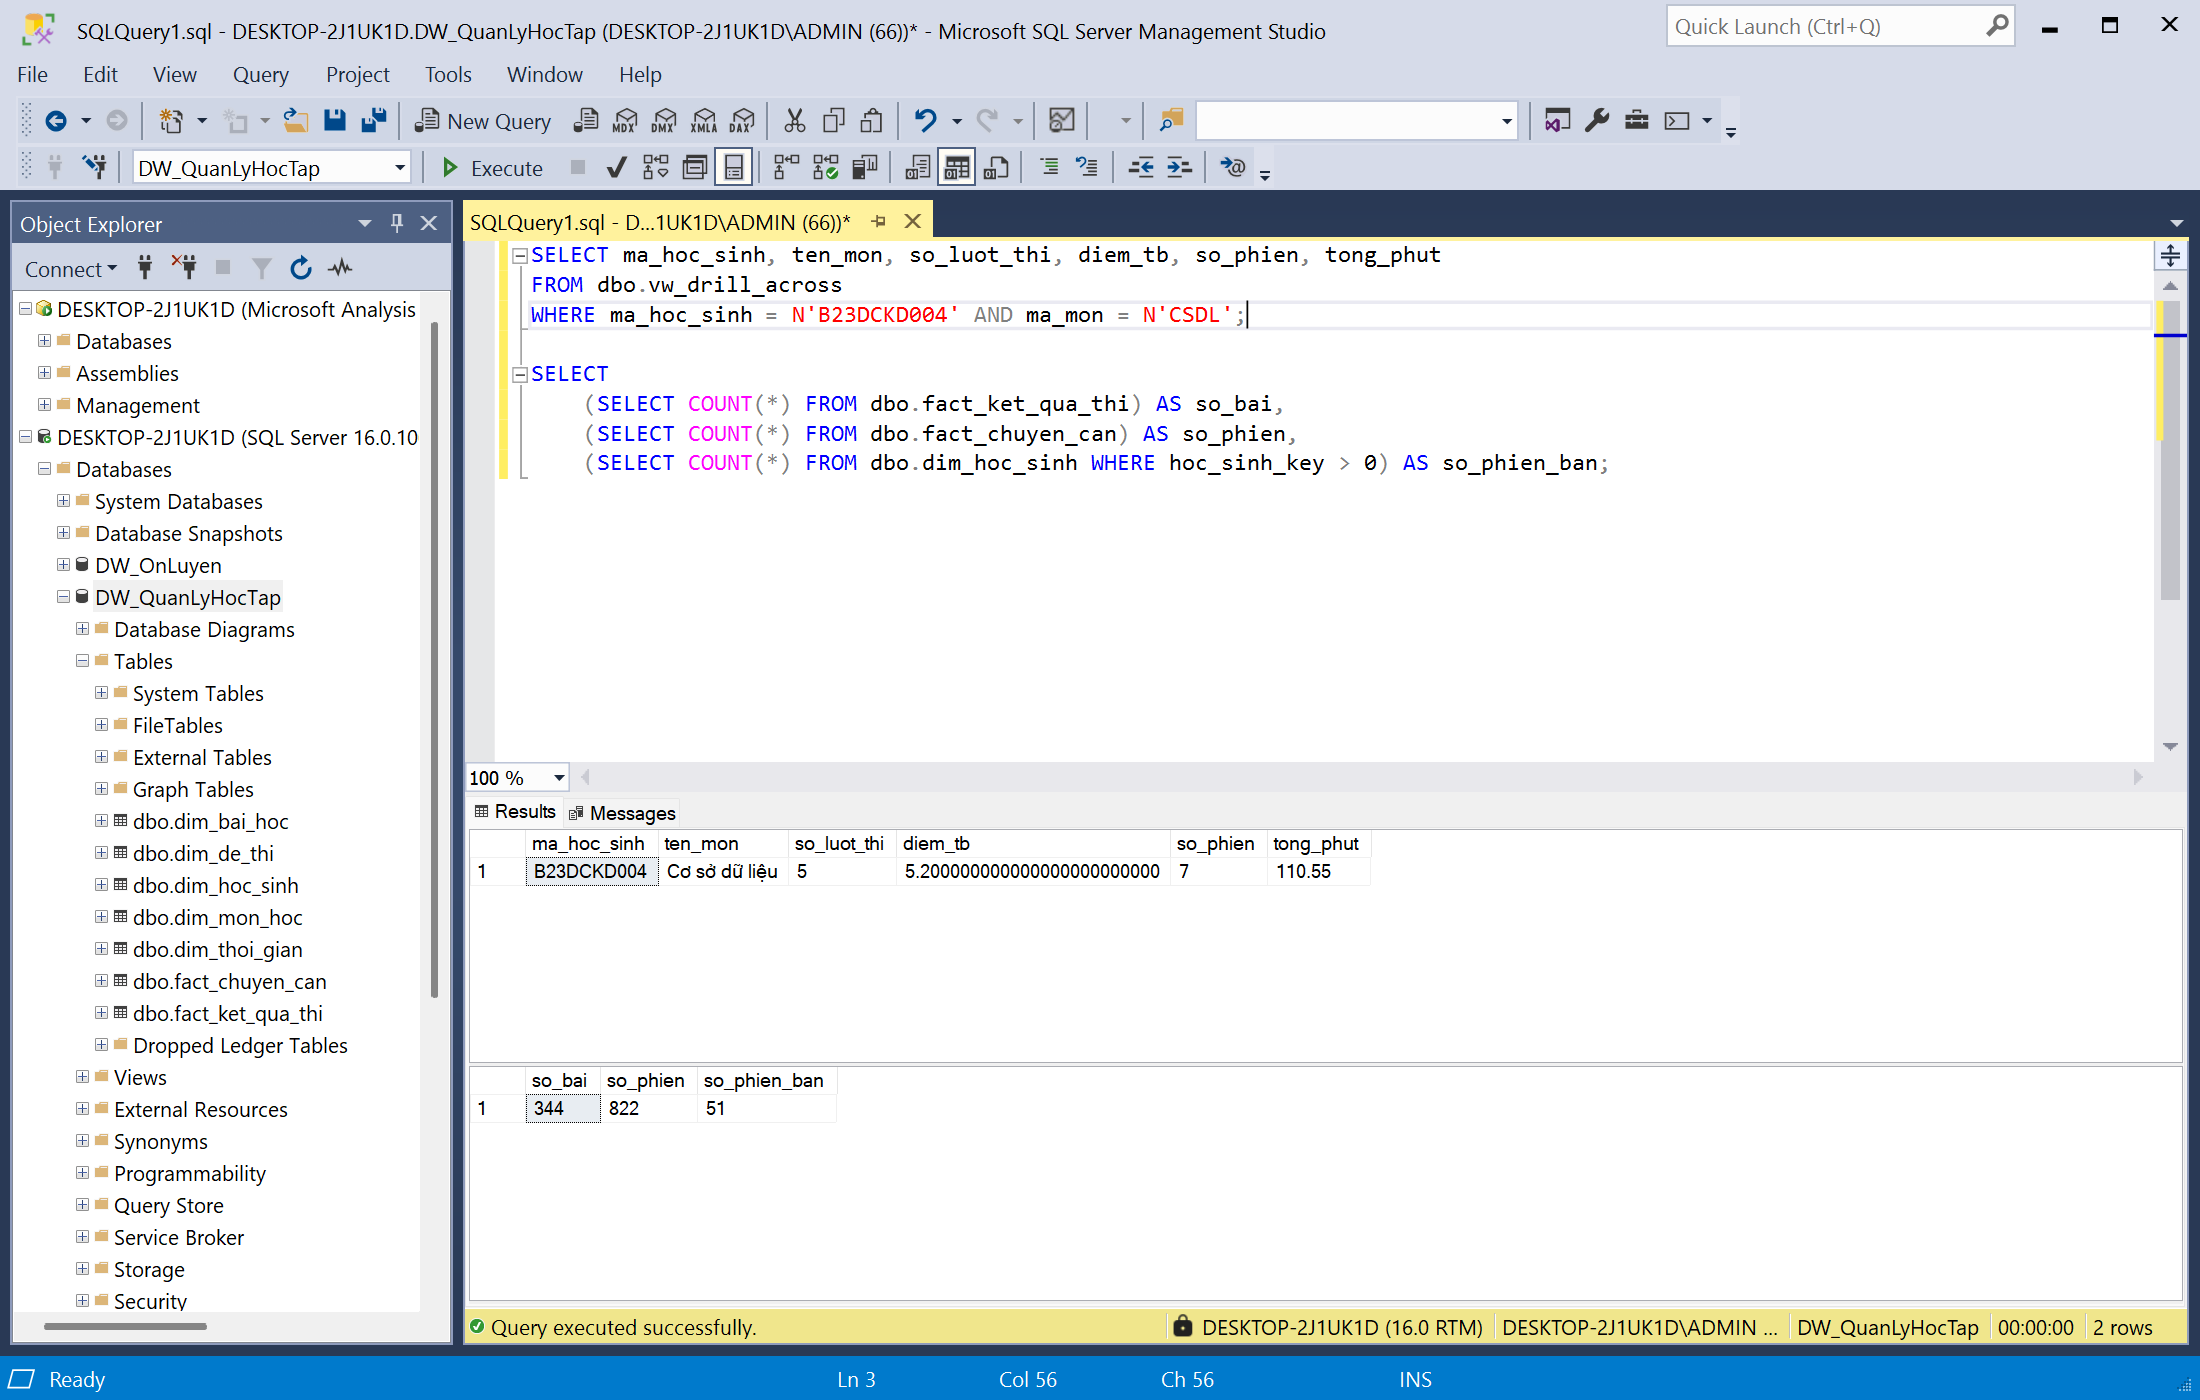 SQLQuery1.sql - DESKTOP-2J1UK1D.DW_QuanLyHocTap (DESKTOP-2J1UK1D\ADMIN (66))* - Microsoft SQL Server Management Studio
Quick Launch (Ctrl+Q)
File Edit View Query Project Tools Window Help
New Query MDX DMX XMLA DAX
DW_QuanLyHocTap Execute
Object Explorer
Connect
DESKTOP-2J1UK1D (Microsoft Analysis
Databases
Assemblies
Management
DESKTOP-2J1UK1D (SQL Server 16.0.10
Databases
System Databases
Database Snapshots
DW_OnLuyen
DW_QuanLyHocTap
Database Diagrams
Tables
System Tables
FileTables
External Tables
Graph Tables
dbo.dim_bai_hoc
dbo.dim_de_thi
dbo.dim_hoc_sinh
dbo.dim_mon_hoc
dbo.dim_thoi_gian
dbo.fact_chuyen_can
dbo.fact_ket_qua_thi
Dropped Ledger Tables
Views
External Resources
Synonyms
Programmability
Query Store
Service Broker
Storage
Security
SQLQuery1.sql - D...1UK1D\ADMIN (66))*
SELECT ma_hoc_sinh, ten_mon, so_luot_thi, diem_tb, so_phien, tong_phut
FROM dbo.vw_drill_across
WHERE ma_hoc_sinh = N'B23DCKD004' AND ma_mon = N'CSDL';
SELECT
(SELECT COUNT(*) FROM dbo.fact_ket_qua_thi) AS so_bai,
(SELECT COUNT(*) FROM dbo.fact_chuyen_can) AS so_phien,
(SELECT COUNT(*) FROM dbo.dim_hoc_sinh WHERE hoc_sinh_key > 0) AS so_phien_ban;
100 %
Results Messages
ma_hoc_sinh ten_mon so_luot_thi diem_tb so_phien tong_phut
1 B23DCKD004 Cơ sở dữ liệu 5 5.200000000000000000000000 7 110.55
so_bai so_phien so_phien_ban
1 344 822 51
Query executed successfully. DESKTOP-2J1UK1D (16.0 RTM) DESKTOP-2J1UK1D\ADMIN ... DW_QuanLyHocTap 00:00:00 2 rows
Ready Ln 3 Col 56 Ch 56 INS